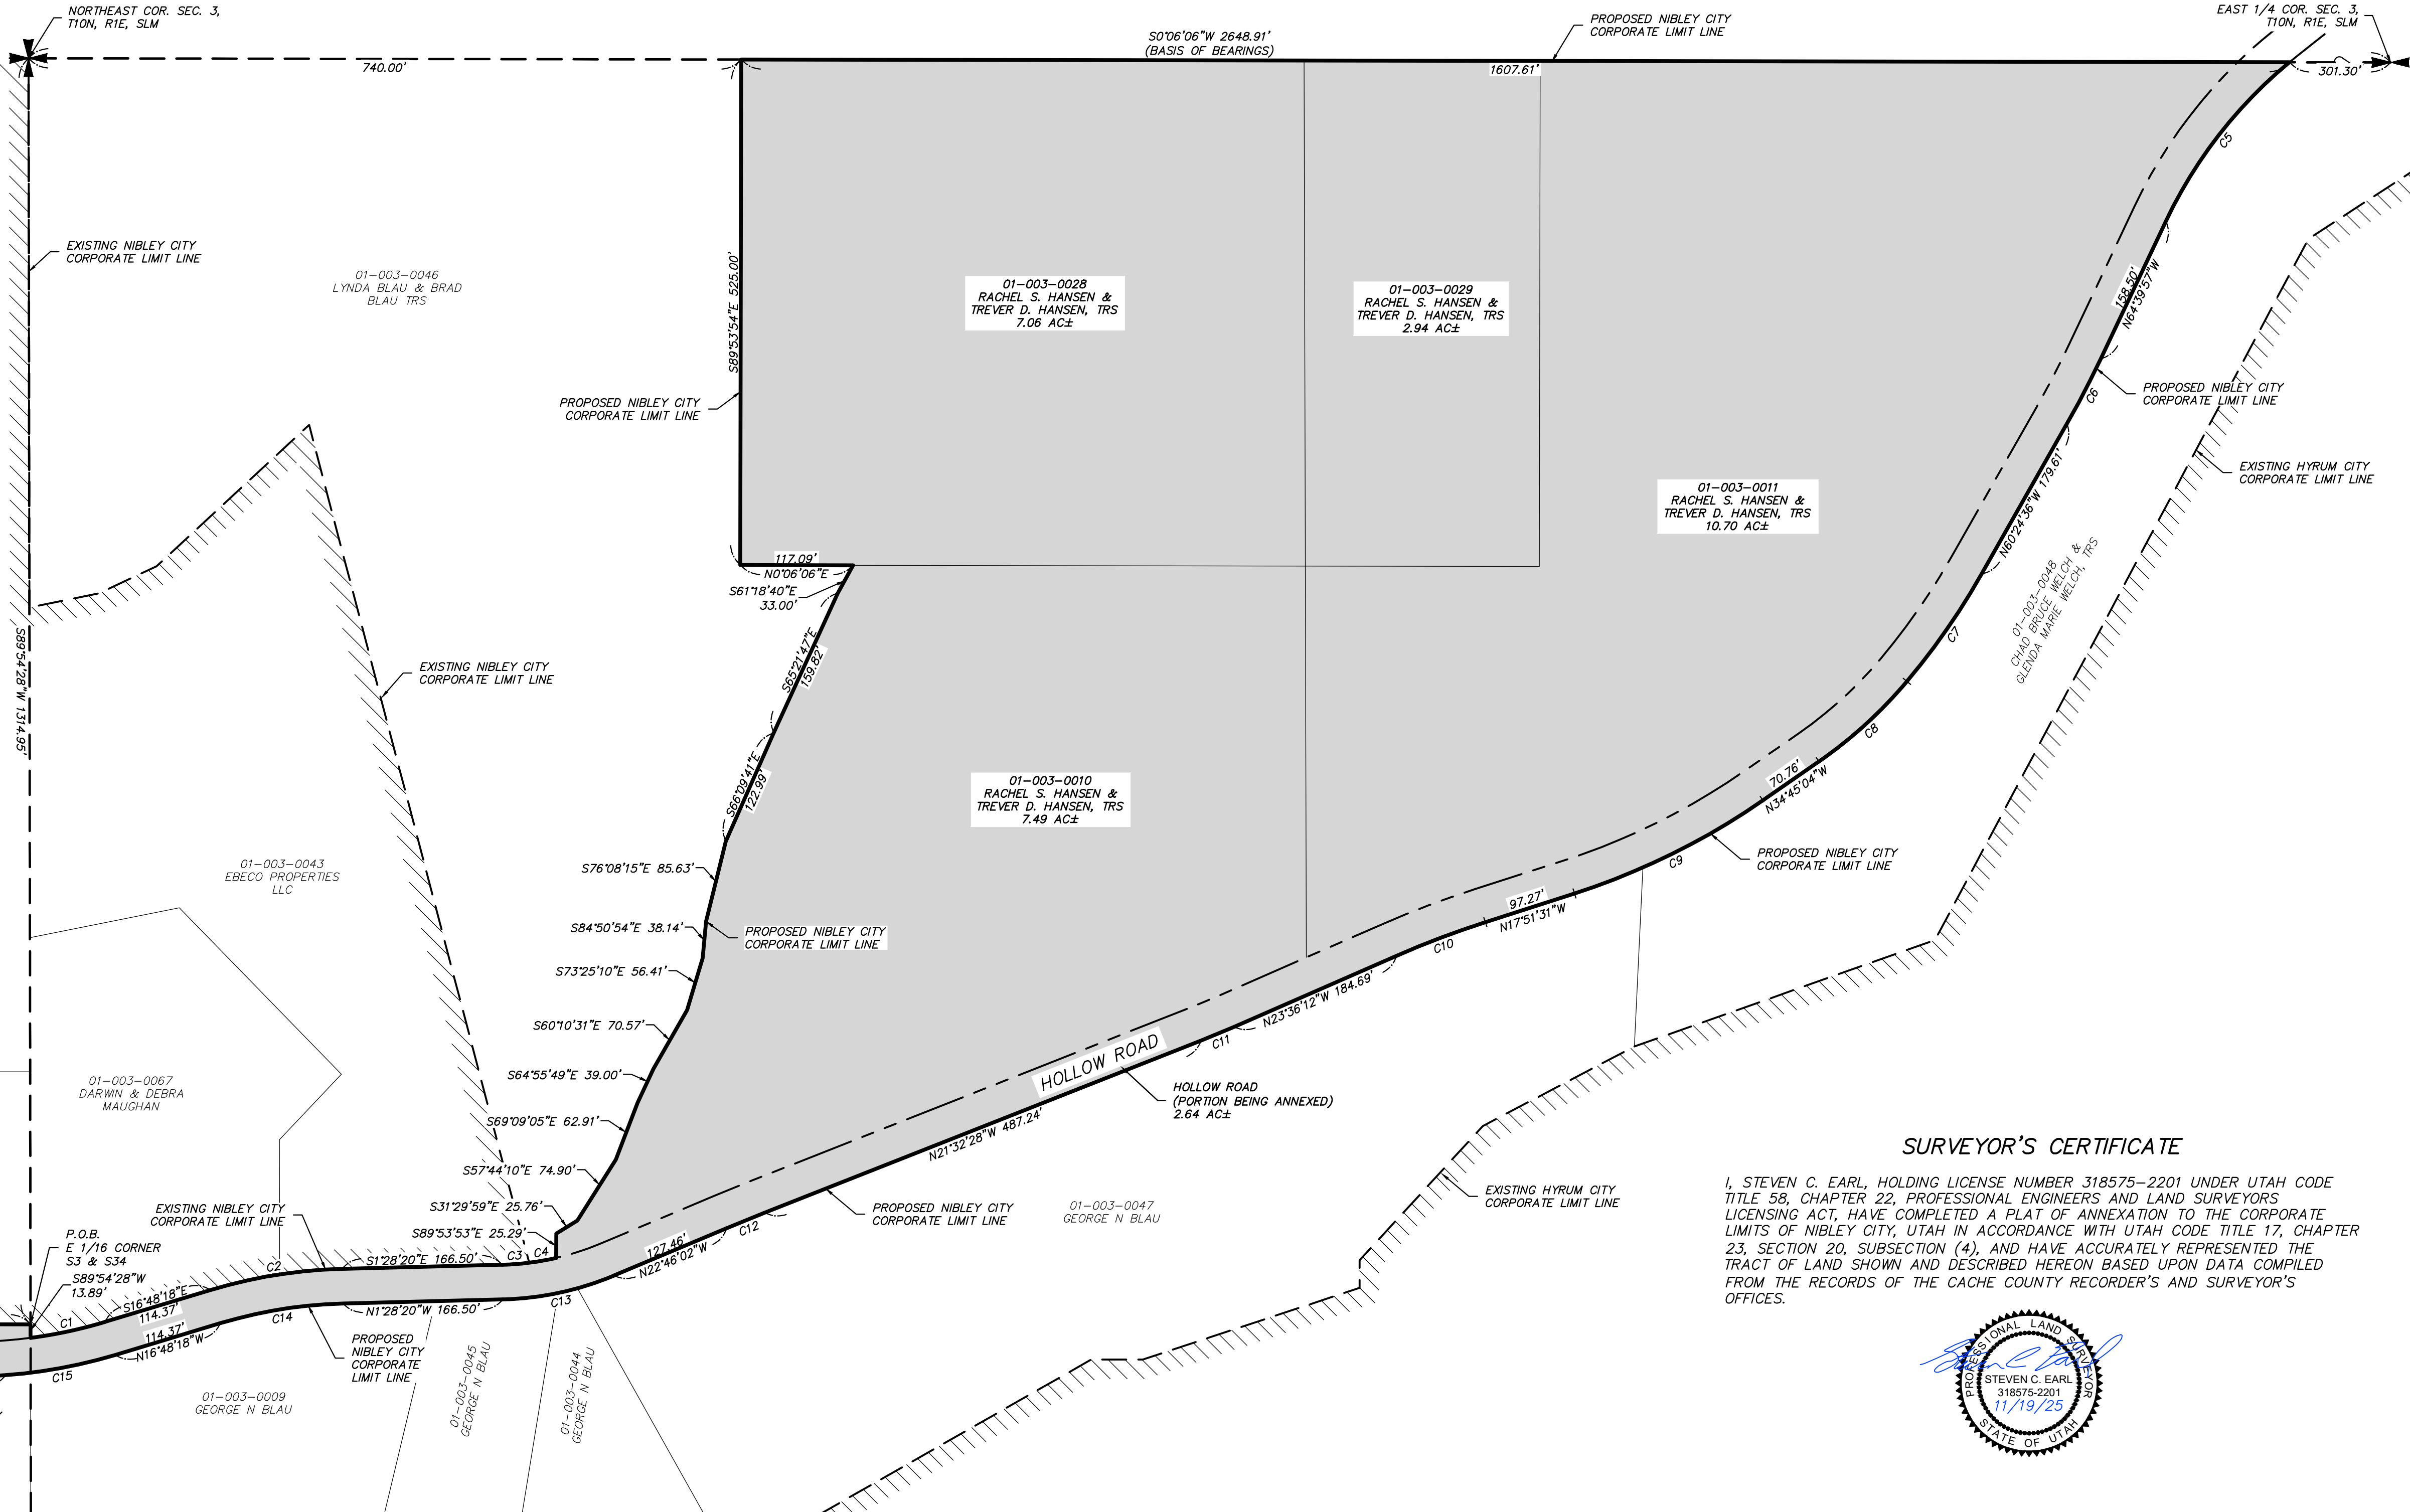 NORTHEAST COR. SEC. 3,
T10N, R1E, SLM
740.00'
S0°06'06"W 2648.91'
(BASIS OF BEARINGS)
PROPOSED NIBLEY CITY
CORPORATE LIMIT LINE
1607.61'
EAST 1/4 COR. SEC. 3,
T10N, R1E, SLM
301.30'
C5
EXISTING NIBLEY CITY
CORPORATE LIMIT LINE
01-003-0046
LYNDA BLAU & BRAD
BLAU TRS
S89°53'54"E 525.00'
01-003-0028
RACHEL S. HANSEN &
TREVER D. HANSEN, TRS
7.06 AC±
01-003-0029
RACHEL S. HANSEN &
TREVER D. HANSEN, TRS
2.94 AC±
158.50'
N64°39'57"W
PROPOSED NIBLEY CITY
CORPORATE LIMIT LINE
PROPOSED NIBLEY CITY
CORPORATE LIMIT LINE
C6
EXISTING HYRUM CITY
CORPORATE LIMIT LINE
N60°24'36"W 179.61'
01-003-0011
RACHEL S. HANSEN &
TREVER D. HANSEN, TRS
10.70 AC±
117.09'
N0°06'06"E
S61°18'40"E
33.00'
01-003-0048
CHAD BRUCE WELCH &
GLENDA MARIE WELCH, TRS
C7
S89°54'28"W 1314.95'
EXISTING NIBLEY CITY
CORPORATE LIMIT LINE
S65°21'47"E
159.82'
C8
S66°09'41"E
122.99'
01-003-0010
RACHEL S. HANSEN &
TREVER D. HANSEN, TRS
7.49 AC±
70.76'
N34°45'04"W
01-003-0043
EBECO PROPERTIES
LLC
S76°08'15"E 85.63'
C9
PROPOSED NIBLEY CITY
CORPORATE LIMIT LINE
97.27'
N17°51'31"W
S84°50'54"E 38.14'
PROPOSED NIBLEY CITY
CORPORATE LIMIT LINE
C10
S73°25'10"E 56.41'
N23°36'12"W 184.69'
S60°10'31"E 70.57'
C11
HOLLOW ROAD
S64°55'49"E 39.00'
01-003-0067
DARWIN & DEBRA
MAUGHAN
HOLLOW ROAD
(PORTION BEING ANNEXED)
2.64 AC±
S69°09'05"E 62.91'
N21°32'28"W 487.24'
S57°44'10"E 74.90'
SURVEYOR'S CERTIFICATE
I, STEVEN C. EARL, HOLDING LICENSE NUMBER 318575-2201 UNDER UTAH CODE
TITLE 58, CHAPTER 22, PROFESSIONAL ENGINEERS AND LAND SURVEYORS
LICENSING ACT, HAVE COMPLETED A PLAT OF ANNEXATION TO THE CORPORATE
LIMITS OF NIBLEY CITY, UTAH IN ACCORDANCE WITH UTAH CODE TITLE 17, CHAPTER
23, SECTION 20, SUBSECTION (4), AND HAVE ACCURATELY REPRESENTED THE
TRACT OF LAND SHOWN AND DESCRIBED HEREON BASED UPON DATA COMPILED
FROM THE RECORDS OF THE CACHE COUNTY RECORDER'S AND SURVEYOR'S
OFFICES.
EXISTING HYRUM CITY
CORPORATE LIMIT LINE
EXISTING NIBLEY CITY
CORPORATE LIMIT LINE
S31°29'59"E 25.76'
S89°53'53"E 25.29'
PROPOSED NIBLEY CITY
CORPORATE LIMIT LINE
01-003-0047
GEORGE N BLAU
C12
127.46'
N22°46'02"W
P.O.B.
E 1/16 CORNER
S3 & S34
S89°54'28"W
13.89'
C1
S16°48'18"E
114.37'
C2
S1°28'20"E 166.50'
C3
C4
114.37'
N16°48'18"W
C14
N1°28'20"W 166.50'
C13
C15
PROPOSED
NIBLEY CITY
CORPORATE
LIMIT LINE
01-003-0009
GEORGE N BLAU
01-003-0045
GEORGE N BLAU
01-003-0044
GEORGE N BLAU
PROFESSIONAL LAND SURVEYOR
Steven C Earl
STEVEN C. EARL
318575-2201
11/19/25
STATE OF UTAH